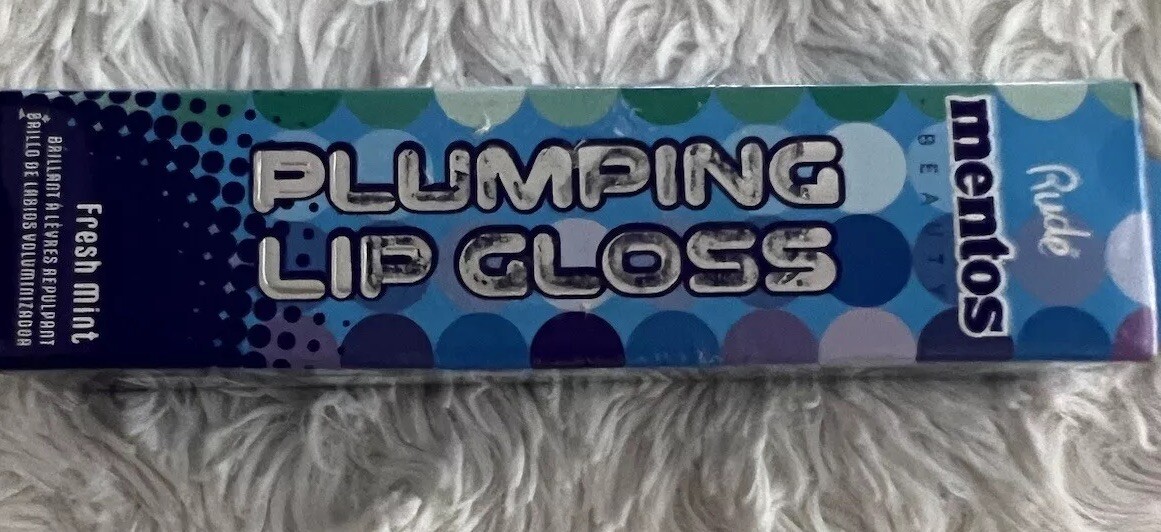 Rude
mentos
BEAUTY
PLUMPING
LIP GLOSS
Fresh Mint
BRILLANT À LÈVRES REPULPANT
BRILLO DE LABIOS VOLUMINIZADOR